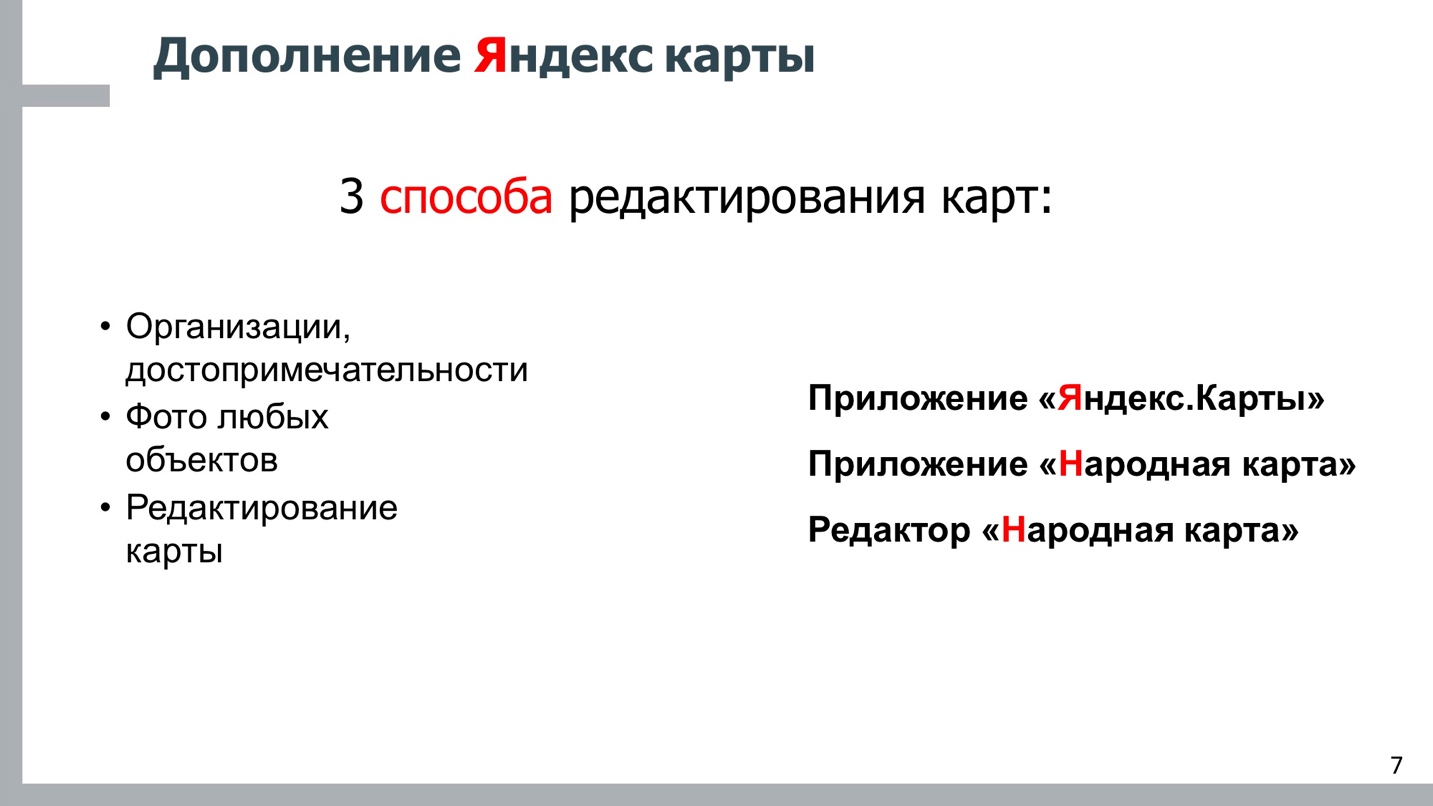 Дополнение Яндекс карты
3 способа редактирования карт:
• Организации,
достопримечательности
• Фото любых
объектов
• Редактирование
карты
Приложение «Яндекс.Карты»
Приложение «Народная карта»
Редактор «Народная карта»
7